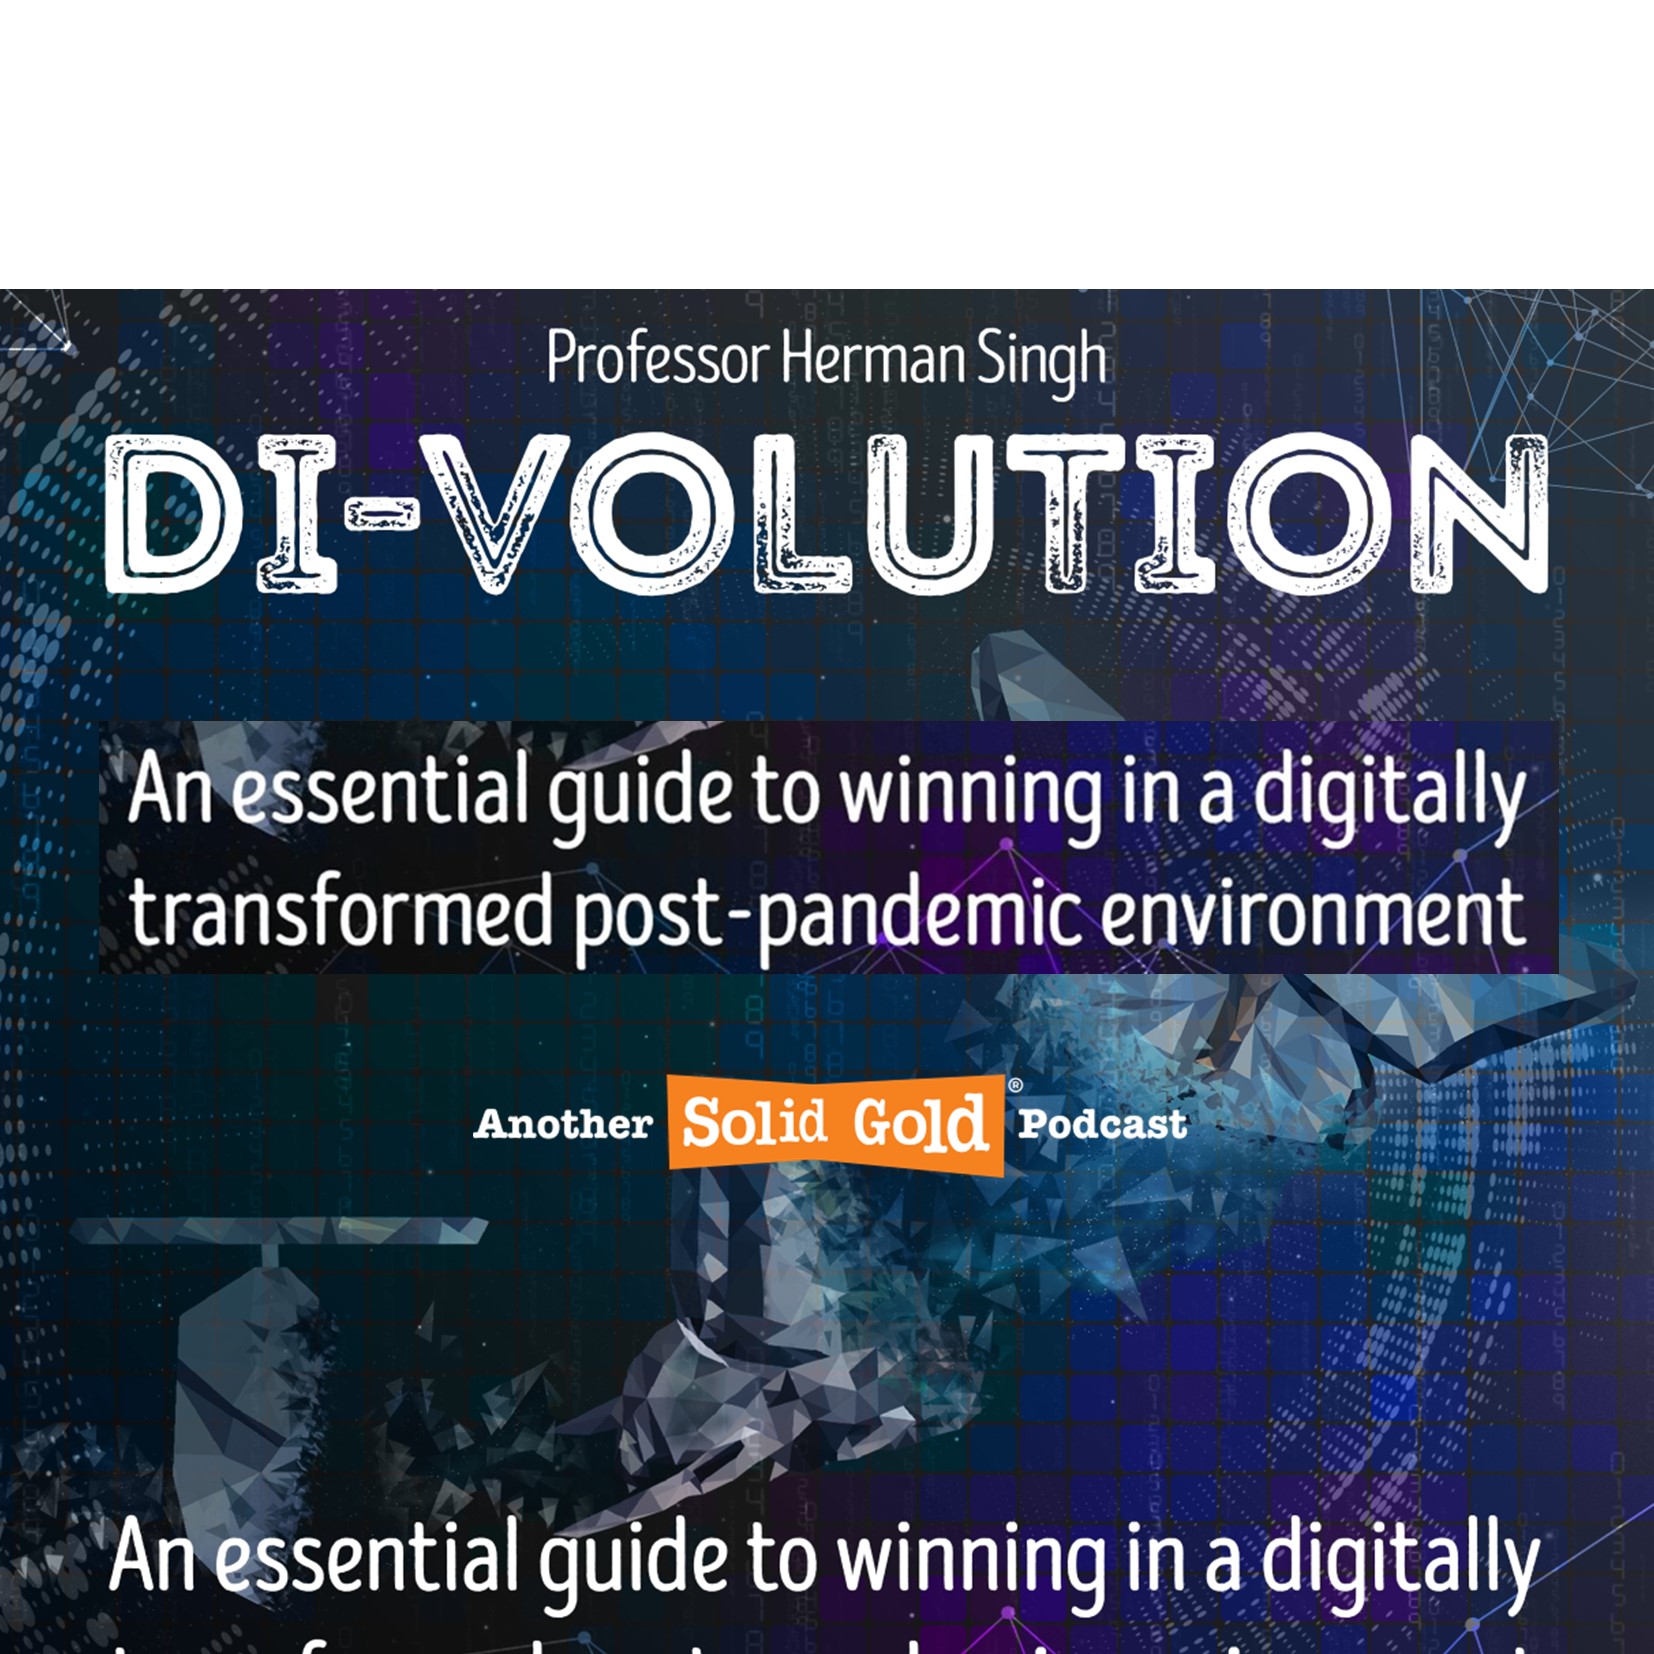 Professor Herman Singh
DI-VOLUTION
An essential guide to winning in a digitally
transformed post-pandemic environment
Another Solid Gold® Podcast
An essential guide to winning in a digitally